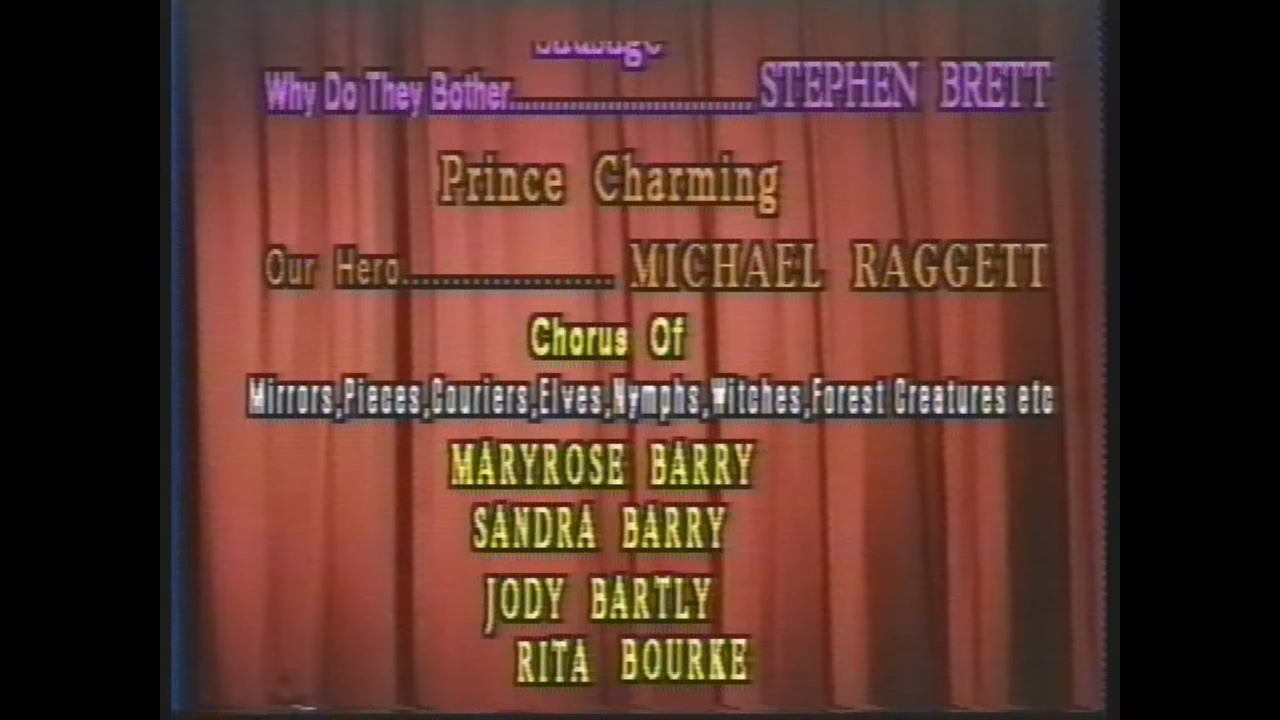 Why Do They Bother..............................STEPHEN BRETT
Prince Charming
Our Hero.....................MICHAEL RAGGETT
Chorus Of
Mirrors,Pieces,Couriers,Elves,Nymphs,Witches,Forest Creatures etc
MARYROSE BARRY
SANDRA BARRY
JODY BARTLY
RITA BOURKE